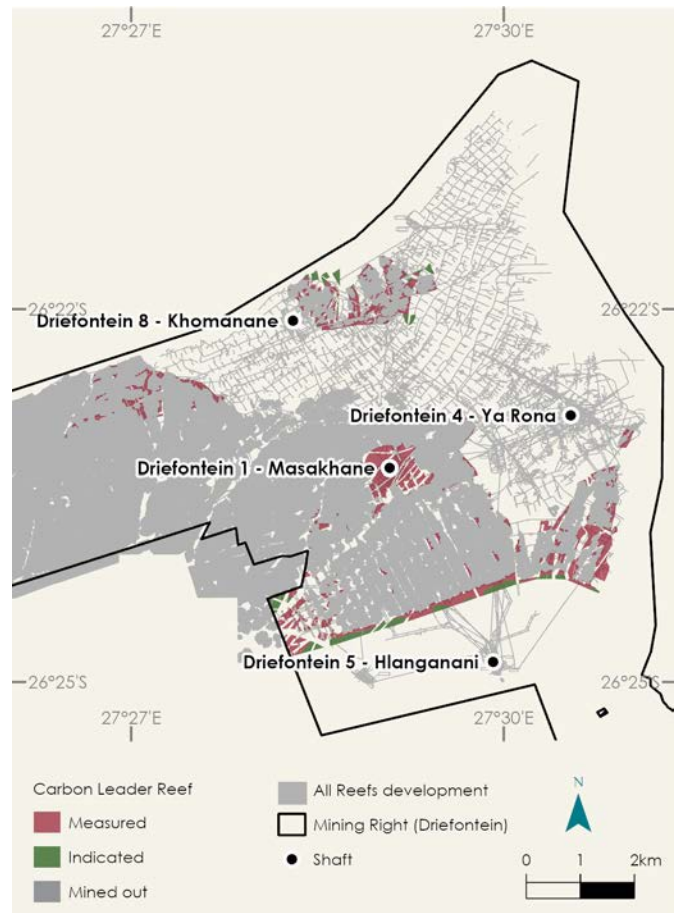 27°27'E
27°30'E
26°22'S
26°22'S
Driefontein 8 - Khomanane
Driefontein 4 - Ya Rona
Driefontein 1 - Masakhane
Driefontein 5 - Hlanganani
26°25'S
26°25'S
27°27'E
27°30'E
Carbon Leader Reef
Measured
Indicated
Mined out
All Reefs development
Mining Right (Driefontein)
Shaft
N
0 1 2km